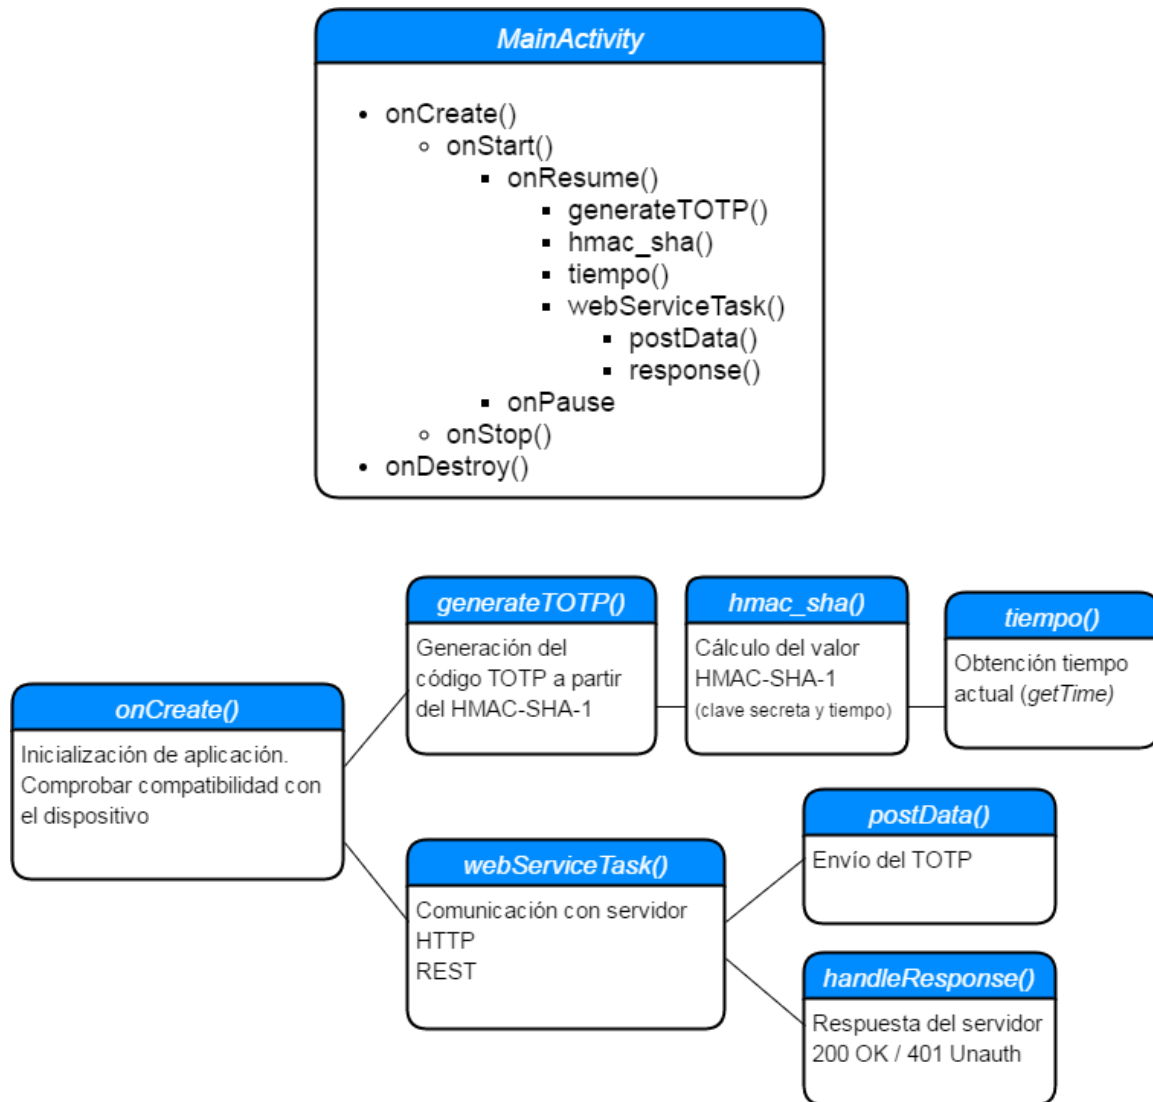 MainActivity
• onCreate()
◦ onStart()
▪ onResume()
▪ generateTOTP()
▪ hmac_sha()
▪ tiempo()
▪ webServiceTask()
▪ postData()
▪ response()
▪ onPause
◦ onStop()
• onDestroy()
generateTOTP()
Generación del
código TOTP a partir
del HMAC-SHA-1
hmac_sha()
Cálculo del valor
HMAC-SHA-1
(clave secreta y tiempo)
tiempo()
Obtención tiempo
actual (getTime)
onCreate()
Inicialización de aplicación.
Comprobar compatibilidad con
el dispositivo
webServiceTask()
Comunicación con servidor
HTTP
REST
postData()
Envío del TOTP
handleResponse()
Respuesta del servidor
200 OK / 401 Unauth